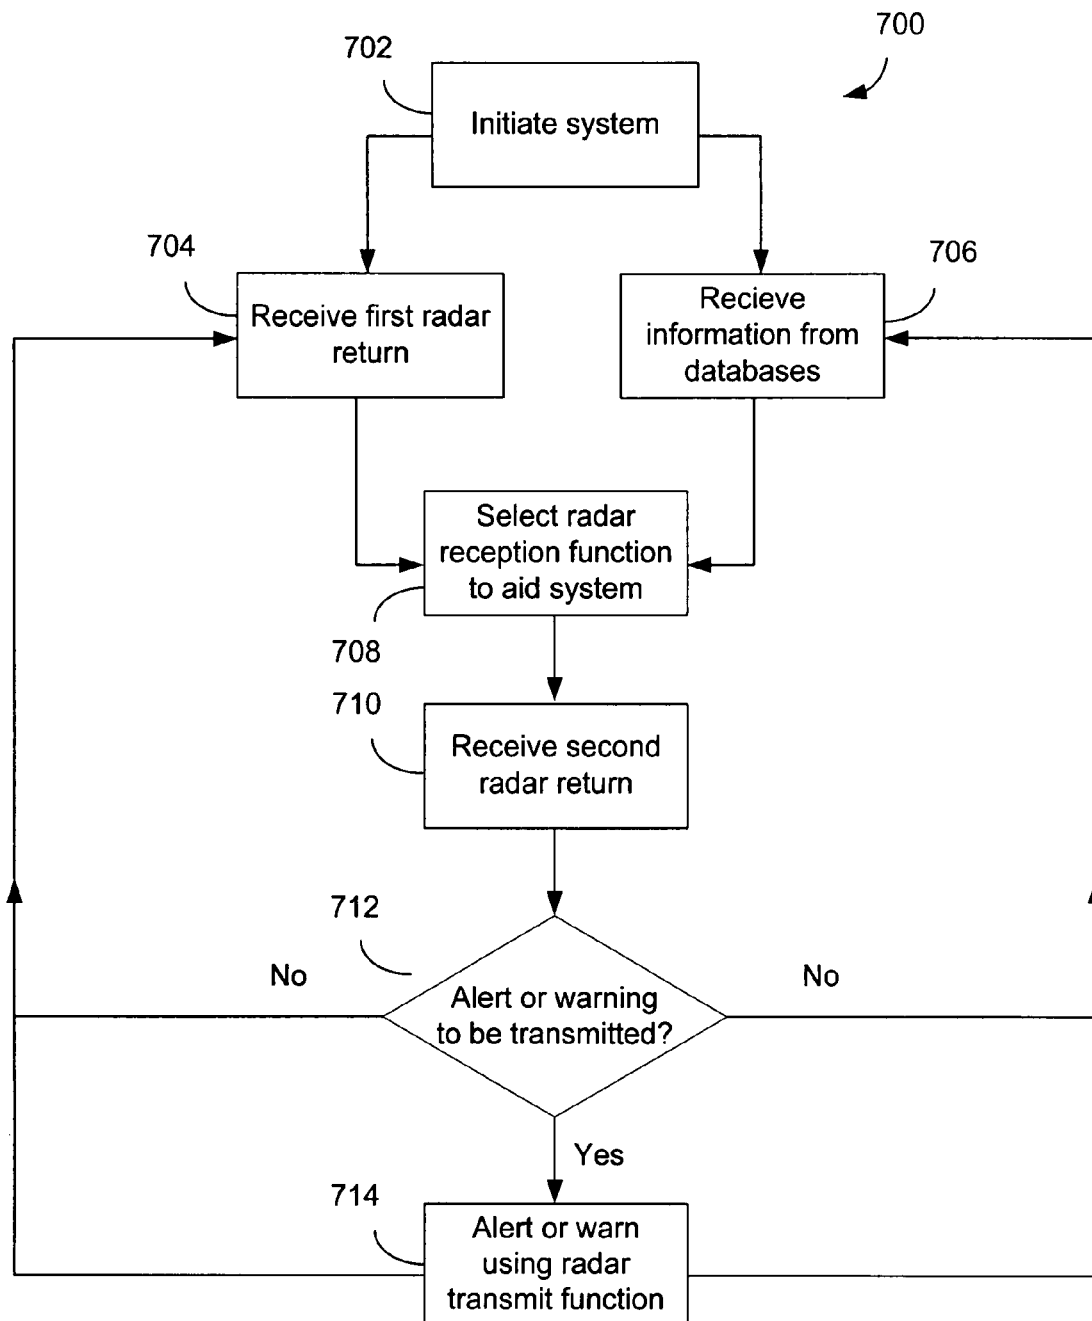 700
702
Initiate system
704
Receive first radar
return
706
Recieve
information from
databases
Select radar
reception function
to aid system
708
710
Receive second
radar return
712
No
Alert or warning
to be transmitted?
No
Yes
714
Alert or warn
using radar
transmit function